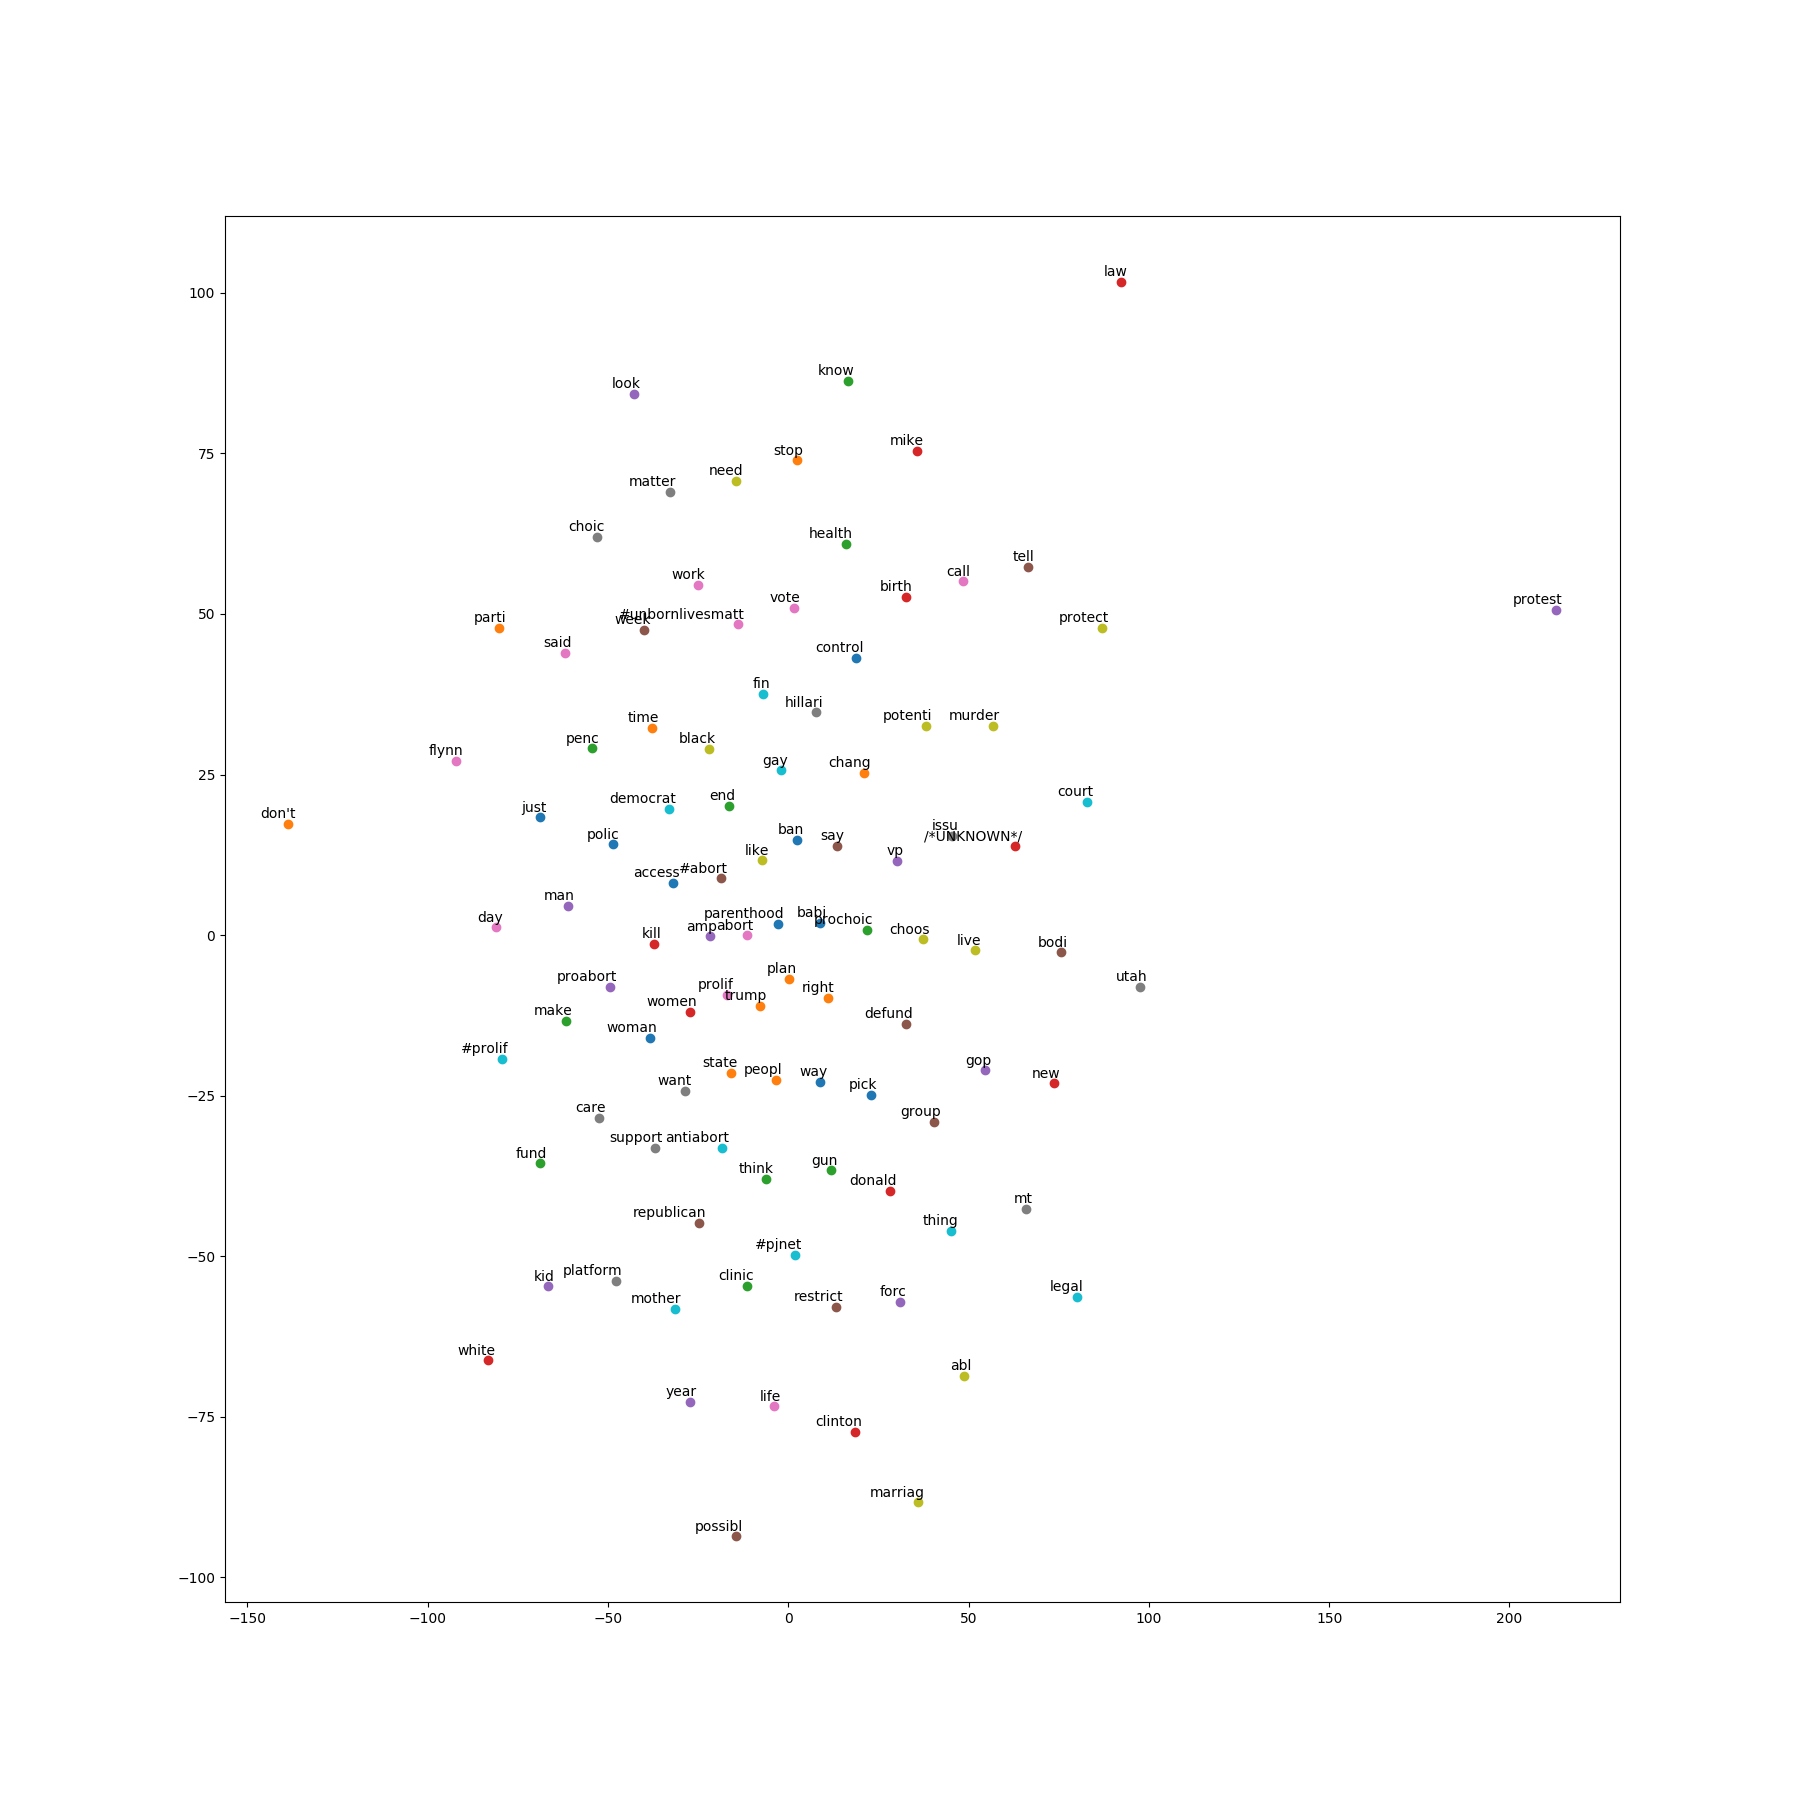 law
know
look
mike
stop
need
matter
choic
health
tell
call
work
birth
vote
protest
#unbornlivesmatt
week
parti
protect
said
control
fin
hillari
time
potenti
murder
penc
black
flynn
gay
chang
court
democrat
end
just
don't
issu
polic
ban
say
/*UNKNOWN*/
like
vp
access
#abort
man
day
parenthood
babi
prochoic
kill
amp
abort
choos
live
bodi
plan
proabort
utah
prolif
trump
right
women
make
defund
woman
#prolif
state
peopl
way
gop
want
pick
new
care
group
support
antiabort
fund
think
gun
donald
mt
republican
thing
#pjnet
kid
platform
clinic
mother
restrict
forc
legal
white
abl
year
life
clinton
marriag
possibl
100
75
50
25
0
−25
−50
−75
−100
−150
−100
−50
0
50
100
150
200